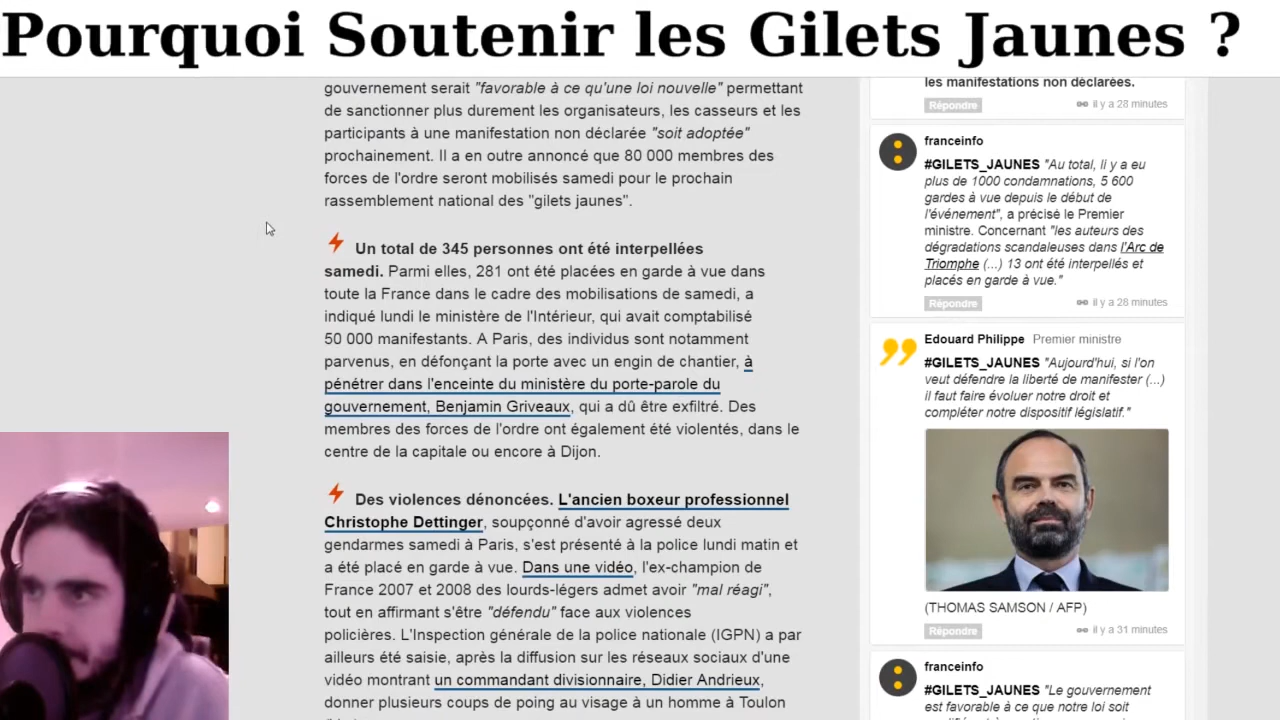 Pourquoi Soutenir les Gilets Jaunes ?
gouvernement serait "favorable à ce qu'une loi nouvelle" permettant
de sanctionner plus durement les organisateurs, les casseurs et les
participants à une manifestation non déclarée "soit adoptée"
prochainement. Il a en outre annoncé que 80 000 membres des
forces de l'ordre seront mobilisés samedi pour le prochain
rassemblement national des "gilets jaunes".
Un total de 345 personnes ont été interpellées
samedi. Parmi elles, 281 ont été placées en garde à vue dans
toute la France dans le cadre des mobilisations de samedi, a
indiqué lundi le ministère de l'Intérieur, qui avait comptabilisé
50 000 manifestants. A Paris, des individus sont notamment
parvenus, en défonçant la porte avec un engin de chantier, à
pénétrer dans l'enceinte du ministère du porte-parole du
gouvernement, Benjamin Griveaux, qui a dû être exfiltré. Des
membres des forces de l'ordre ont également été violentés, dans le
centre de la capitale ou encore à Dijon.
Des violences dénoncées. L'ancien boxeur professionnel
Christophe Dettinger, soupçonné d'avoir agressé deux
gendarmes samedi à Paris, s'est présenté à la police lundi matin et
a été placé en garde à vue. Dans une vidéo, l'ex-champion de
France 2007 et 2008 des lourds-légers admet avoir "mal réagi",
tout en affirmant s'être "défendu" face aux violences
policières. L'Inspection générale de la police nationale (IGPN) a par
ailleurs été saisie, après la diffusion sur les réseaux sociaux d'une
vidéo montrant un commandant divisionnaire, Didier Andrieux,
donner plusieurs coups de poing au visage à un homme à Toulon
les manifestations non déclarées.
Répondre il y a 28 minutes
franceinfo
#GILETS_JAUNES "Au total, il y a eu
plus de 1000 condamnations, 5 600
gardes à vue depuis le début de
l'événement", a précisé le Premier
ministre. Concernant "les auteurs des
dégradations scandaleuses dans l'Arc de
Triomphe (...) 13 ont été interpellés et
placés en garde à vue."
Répondre il y a 28 minutes
Edouard Philippe Premier ministre
#GILETS_JAUNES "Aujourd'hui, si l'on
veut défendre la liberté de manifester (...)
il faut faire évoluer notre droit et
compléter notre dispositif législatif."
(THOMAS SAMSON / AFP)
Répondre il y a 31 minutes
franceinfo
#GILETS_JAUNES "Le gouvernement
est favorable à ce que notre loi soit